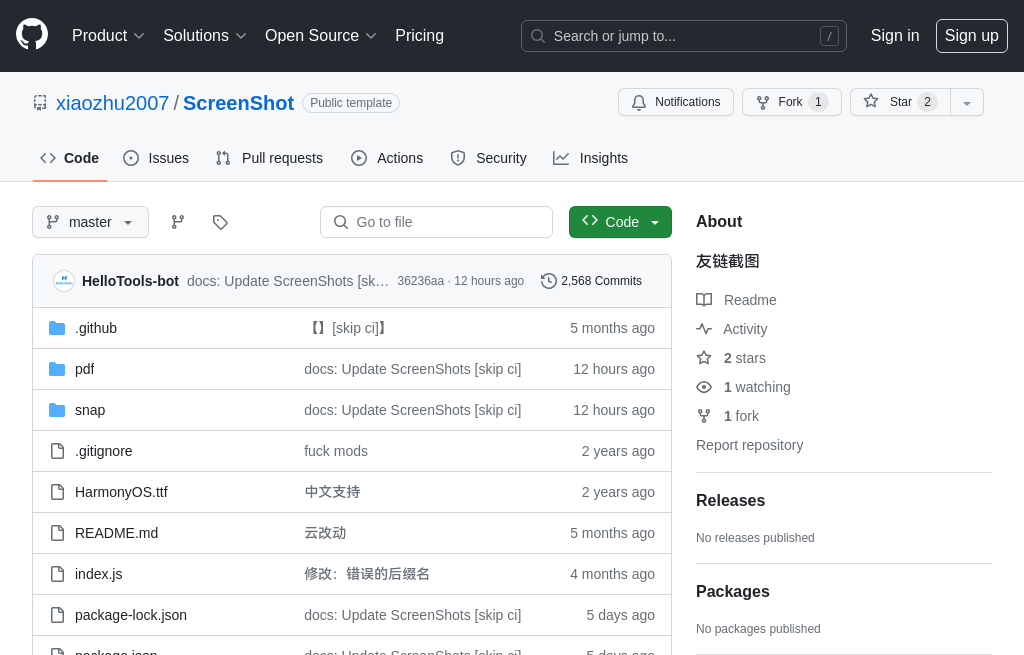 Product Solutions Open Source Pricing Search or jump to... / Sign in Sign up
xiaozhu2007 / ScreenShot Public template Notifications Fork 1 Star 2
Code Issues Pull requests Actions Security Insights
master Go to file Code
HelloTools-bot docs: Update ScreenShots [sk… 36236aa · 12 hours ago 2,568 Commits
.github 【】[skip ci]】 5 months ago
pdf docs: Update ScreenShots [skip ci] 12 hours ago
snap docs: Update ScreenShots [skip ci] 12 hours ago
.gitignore fuck mods 2 years ago
HarmonyOS.ttf 中文支持 2 years ago
README.md 云改动 5 months ago
index.js 修改：错误的后缀名 4 months ago
package-lock.json docs: Update ScreenShots [skip ci] 5 days ago
package.json docs: Update ScreenShots [skip ci] 5 days ago
About
友链截图
Readme
Activity
2 stars
1 watching
1 fork
Report repository
Releases
No releases published
Packages
No packages published